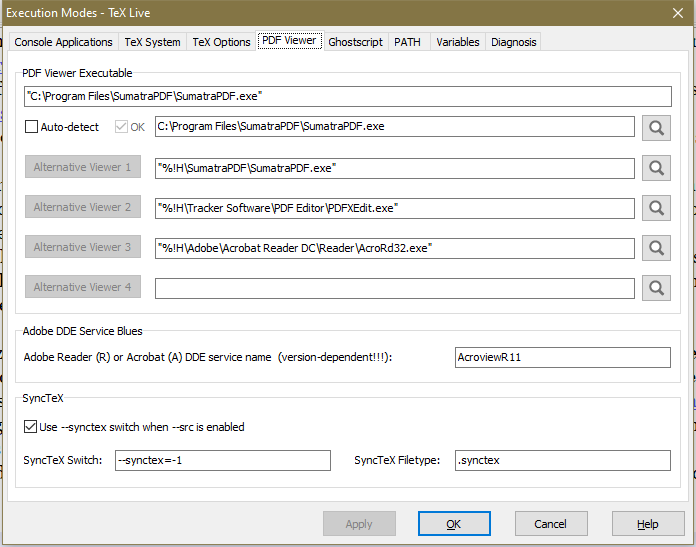 Execution Modes - TeX Live
Console Applications TeX System TeX Options PDF Viewer Ghostscript PATH Variables Diagnosis
PDF Viewer Executable
"C:\Program Files\SumatraPDF\SumatraPDF.exe"
Auto-detect OK C:\Program Files\SumatraPDF\SumatraPDF.exe
Alternative Viewer 1 "%!H\SumatraPDF\SumatraPDF.exe"
Alternative Viewer 2 "%!H\Tracker Software\PDF Editor\PDFXEdit.exe"
Alternative Viewer 3 "%!H\Adobe\Acrobat Reader DC\Reader\AcroRd32.exe"
Alternative Viewer 4
Adobe DDE Service Blues
Adobe Reader (R) or Acrobat (A) DDE service name (version-dependent!!!): AcroviewR11
SyncTeX
Use --synctex switch when --src is enabled
SyncTeX Switch: --synctex=-1 SyncTeX Filetype: .synctex
Apply OK Cancel Help